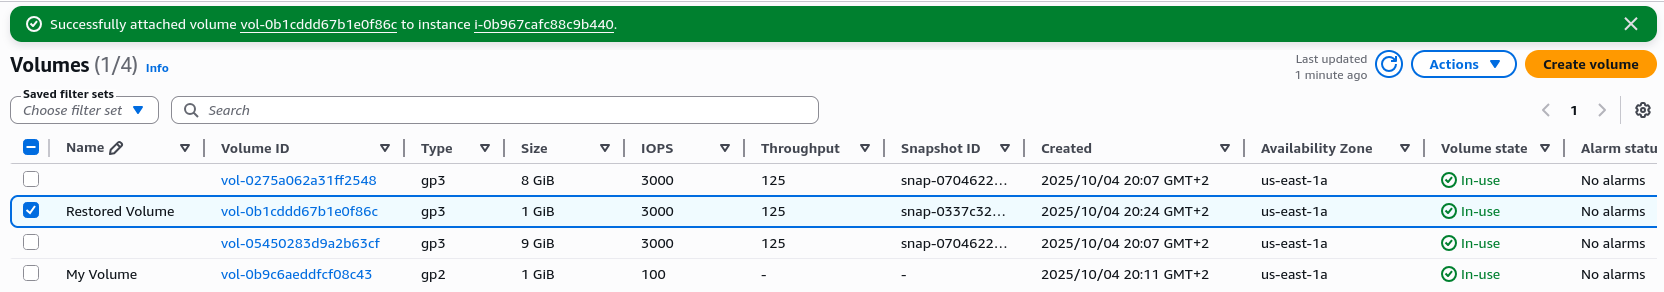 Successfully attached volume vol-0b1cddd67b1e0f86c to instance i-0b967cafc88c9b440.
Volumes (1/4) Info
Last updated
1 minute ago
Actions
Create volume
Saved filter sets
Choose filter set
Search
1
Name Volume ID Type Size IOPS Throughput Snapshot ID Created Availability Zone Volume state Alarm statu
vol-0275a062a31ff2548 gp3 8 GiB 3000 125 snap-0704622... 2025/10/04 20:07 GMT+2 us-east-1a In-use No alarms
Restored Volume vol-0b1cddd67b1e0f86c gp3 1 GiB 3000 125 snap-0337c32... 2025/10/04 20:24 GMT+2 us-east-1a In-use No alarms
vol-05450283d9a2b63cf gp3 9 GiB 3000 125 snap-0704622... 2025/10/04 20:07 GMT+2 us-east-1a In-use No alarms
My Volume vol-0b9c6aeddfcf08c43 gp2 1 GiB 100 - - 2025/10/04 20:11 GMT+2 us-east-1a In-use No alarms